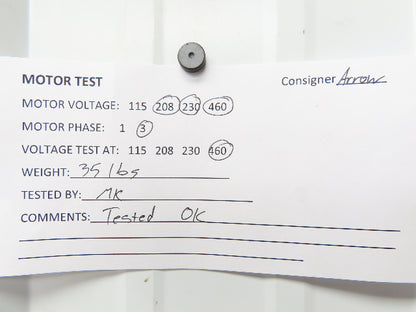 MOTOR TEST Consigner Arrow
MOTOR VOLTAGE: 115 208 230 460
MOTOR PHASE: 1 3
VOLTAGE TEST AT: 115 208 230 460
WEIGHT: 35 lbs
TESTED BY: MK
COMMENTS: Tested OK